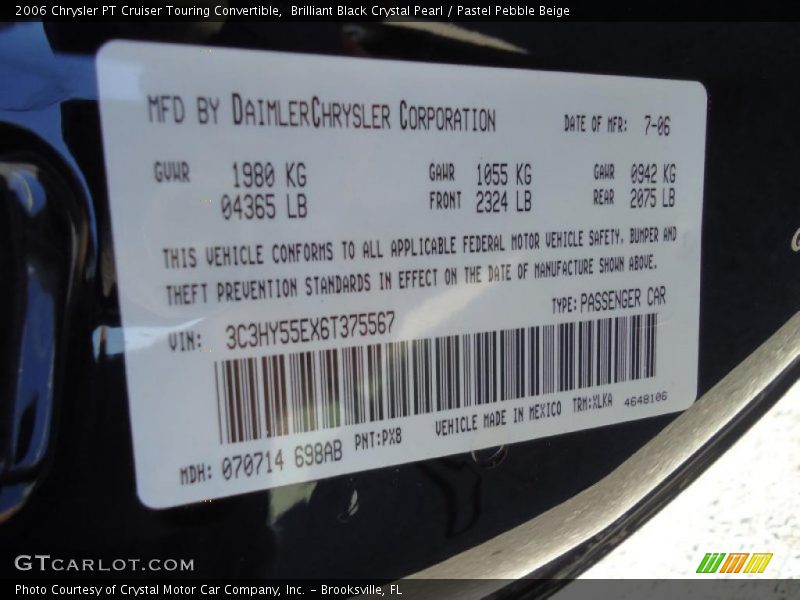 2006 Chrysler PT Cruiser Touring Convertible,  Brilliant Black Crystal Pearl / Pastel Pebble Beige
MFD BY DAIMLERCHRYSLER CORPORATION DATE OF MFR: 7-06
GVWR 1980 KG GAWR 1055 KG GAWR 0942 KG
04365 LB FRONT 2324 LB REAR 2075 LB
THIS VEHICLE CONFORMS TO ALL APPLICABLE FEDERAL MOTOR VEHICLE SAFETY, BUMPER AND
THEFT PREVENTION STANDARDS IN EFFECT ON THE DATE OF MANUFACTURE SHOWN ABOVE.
VIN: 3C3HY55EX6T375567 TYPE: PASSENGER CAR
MDH: 070714 698AB PNT:PX8 VEHICLE MADE IN MEXICO TRM:XLKA 4648106
GTCARLOT.COM
Photo Courtesy of Crystal Motor Car Company, Inc. – Brooksville, FL